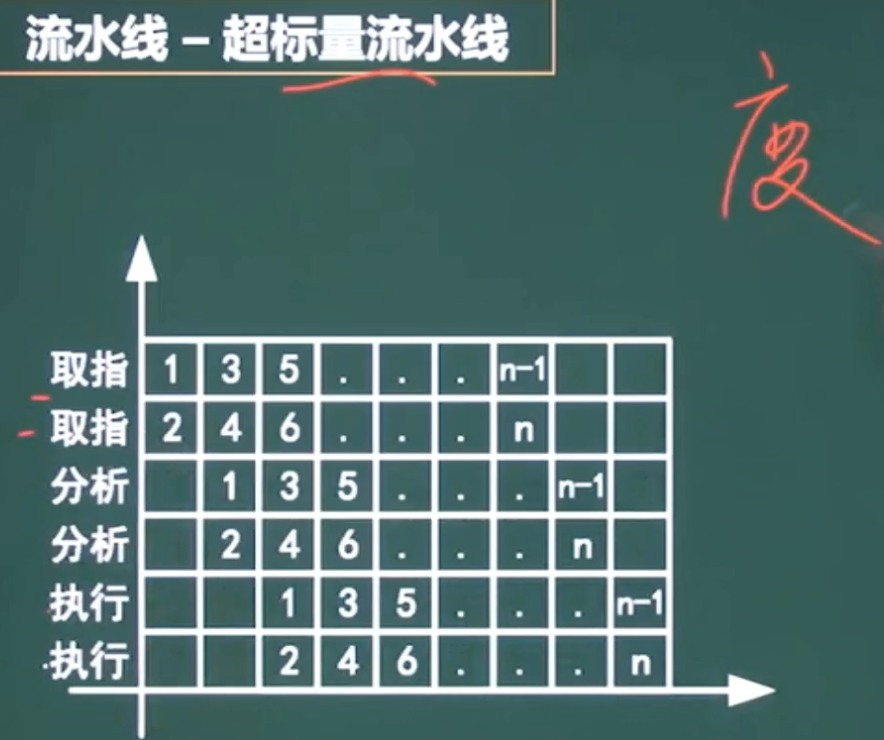 流水线 – 超标量流水线
度
取指 1 3 5 . . . n-1
取指 2 4 6 . . . n
分析 1 3 5 . . . n-1
分析 2 4 6 . . . n
执行 1 3 5 . . . n-1
执行 2 4 6 . . . n